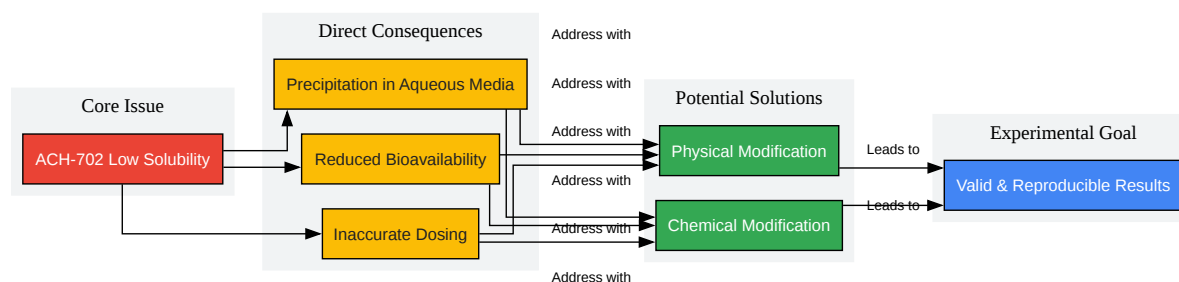 Core Issue
ACH-702 Low Solubility
Direct Consequences
Precipitation in Aqueous Media
Reduced Bioavailability
Inaccurate Dosing
Address with
Address with
Address with
Address with
Address with
Address with
Potential Solutions
Physical Modification
Chemical Modification
Leads to
Leads to
Experimental Goal
Valid & Reproducible Results